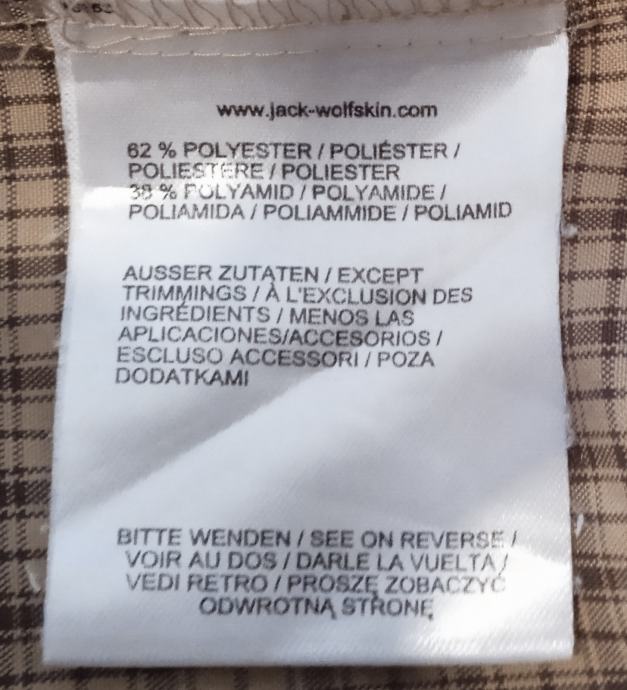 www.jack-wolfskin.com
62 % POLYESTER / POLIÉSTER /
POLIESTERE / POLIESTER
38 % POLYAMID / POLYAMIDE /
POLIAMIDA / POLIAMMIDE / POLIAMID
AUSSER ZUTATEN / EXCEPT
TRIMMINGS / À L'EXCLUSION DES
INGRÉDIENTS / MENOS LAS
APLICACIONES/ACCESORIOS /
ESCLUSO ACCESSORI / POZA
DODATKAMI
BITTE WENDEN / SEE ON REVERSE /
VOIR AU DOS / DARLE LA VUELTA /
VEDI RETRO / PROSZĘ ZOBACZYĆ
ODWROTNĄ STRONĘ